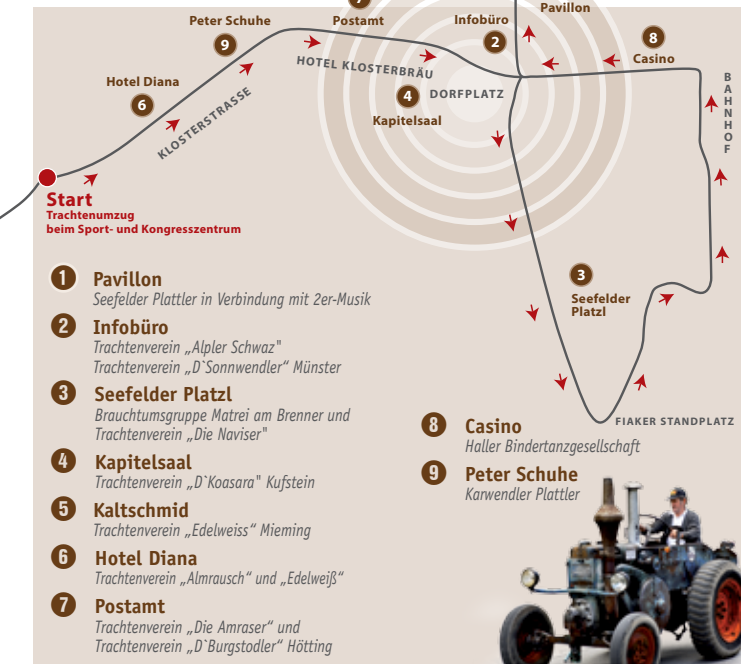 Pavillon
Peter Schuhe
Postamt
Infobüro
7
9
2
8
Casino
HOTEL KLOSTERBRÄU
Hotel Diana
6
4
DORFPLATZ
Kapitelsaal
KLOSTERSTRASSE
BAHNHOF
Start
Trachtenumzug
beim Sport- und Kongresszentrum
3
Seefelder
Platzl
FIAKER STANDPLATZ
1 Pavillon
Seefelder Plattler in Verbindung mit 2er-Musik
2 Infobüro
Trachtenverein „Alpler Schwaz"
Trachtenverein „D`Sonnwendler“ Münster
3 Seefelder Platzl
Brauchtumsgruppe Matrei am Brenner und
Trachtenverein „Die Naviser"
4 Kapitelsaal
Trachtenverein „D`Koasara" Kufstein
5 Kaltschmid
Trachtenverein „Edelweiss“ Mieming
6 Hotel Diana
Trachtenverein „Almrausch“ und „Edelweiß“
7 Postamt
Trachtenverein „Die Amraser“ und
Trachtenverein „D`Burgstodler“ Hötting
8 Casino
Haller Bindertanzgesellschaft
9 Peter Schuhe
Karwendler Plattler